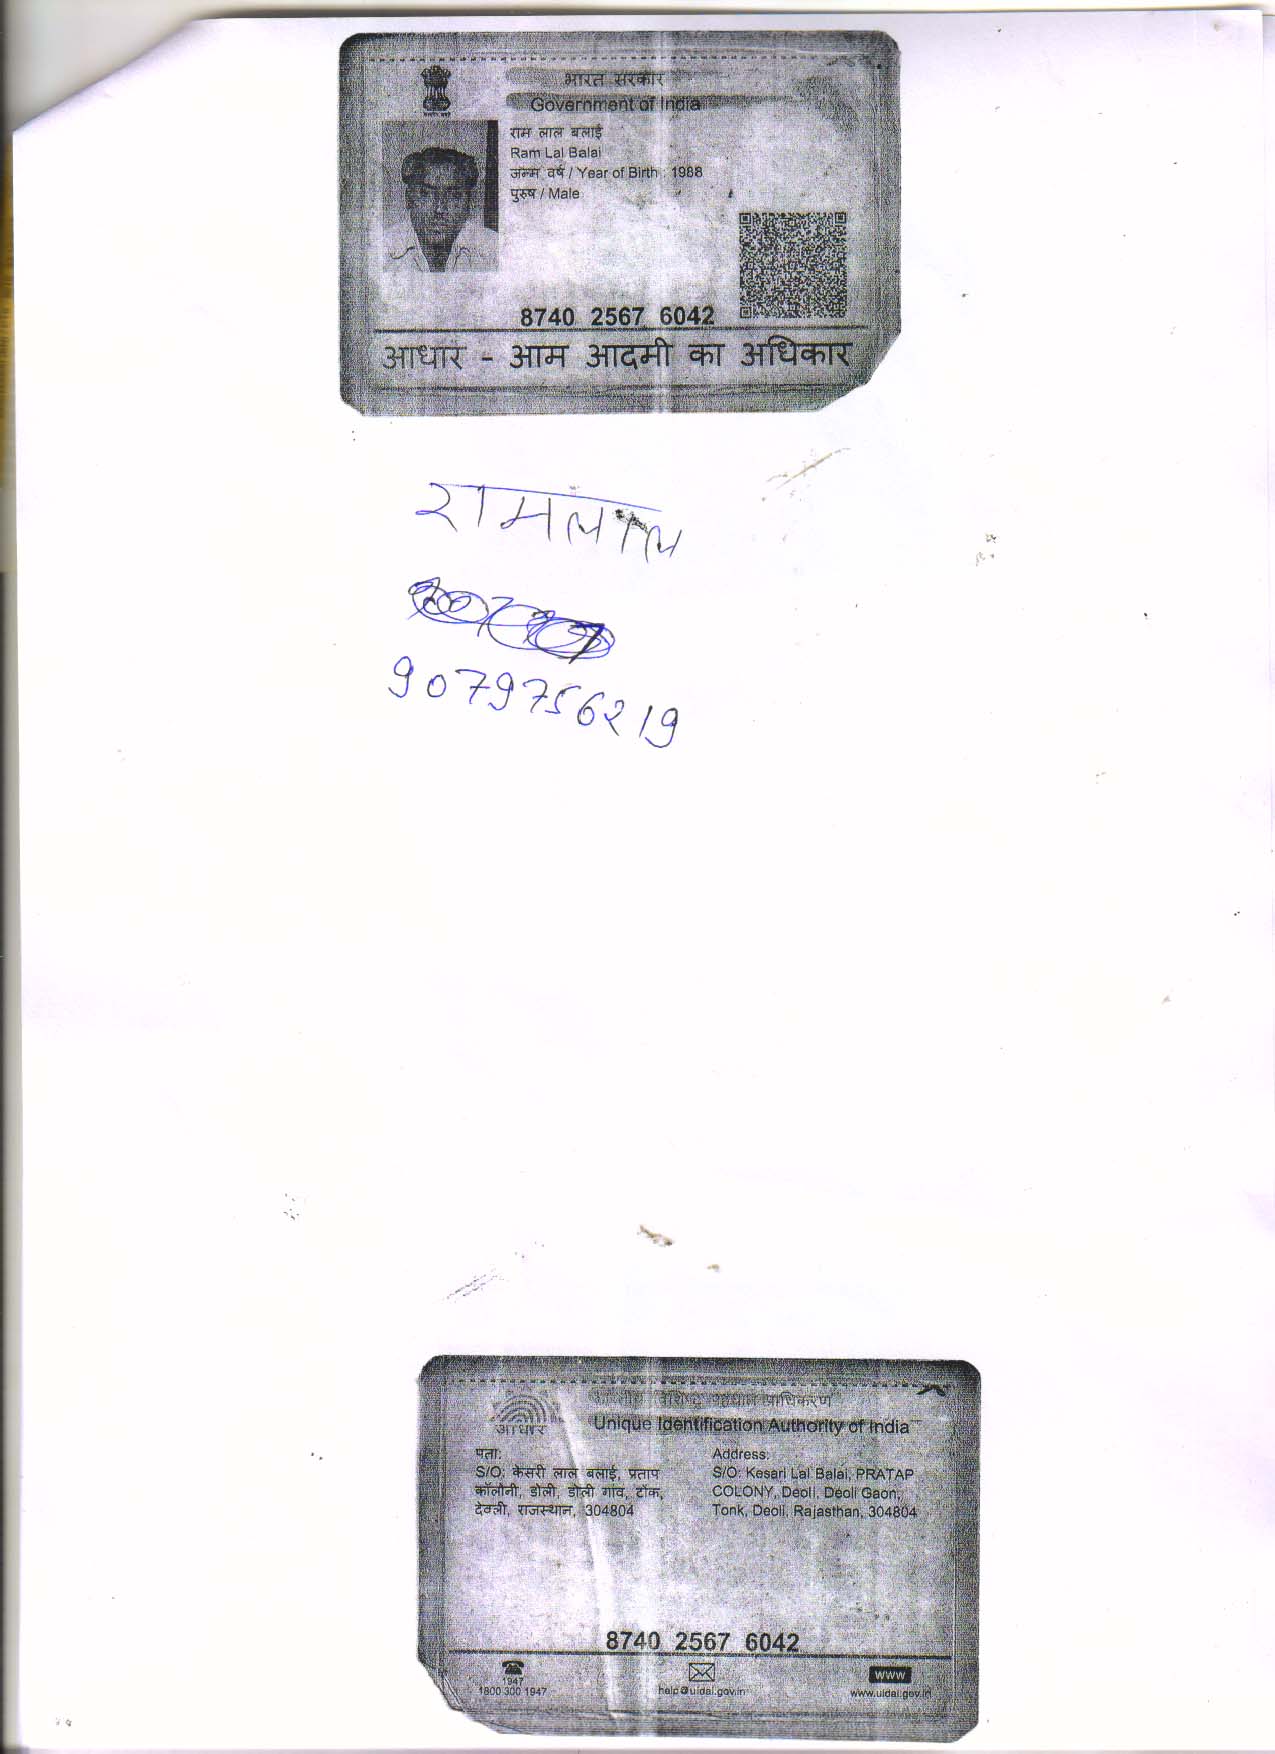 भारत सरकार
Government of India
राम लाल बलाई
Ram Lal Balai
जन्म वर्ष / Year of Birth : 1988
पुरुष / Male
8740 2567 6042
आधार - आम आदमी का अधिकार
रामलाल
9079756219
प्राधिकरण
Unique Identification Authority of India
आधार
पता:
S/O: केसरी लाल बलाई, प्रताप
कॉलोनी, डोली, डोली गांव, टोंक,
देवली, राजस्थान, 304804
Address:
S/O: Kesari Lal Balai, PRATAP
COLONY, Deoli, Deoli Gaon,
Tonk, Deoli, Rajasthan, 304804
8740 2567 6042
1947
1800 300 1947
help@uidai.gov.in
WWW
www.uidai.gov.in